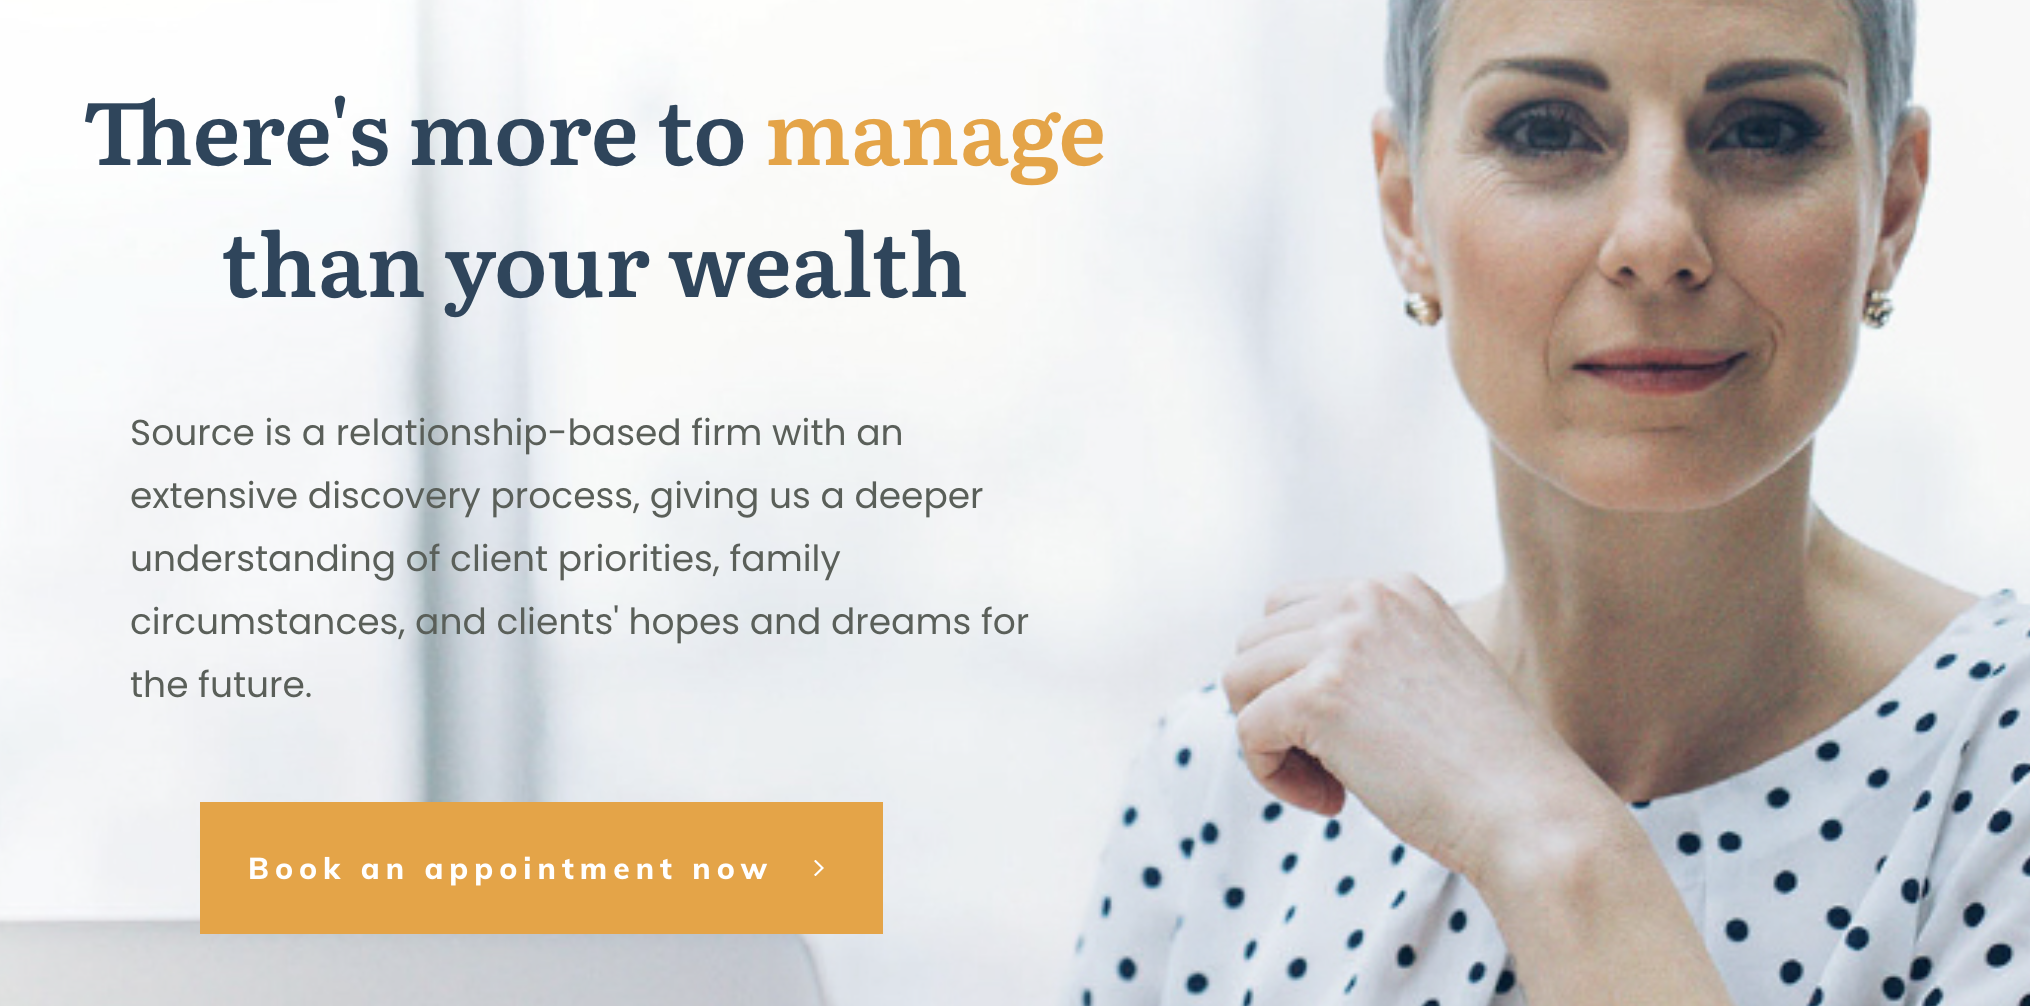 There's more to manage
than your wealth
Source is a relationship-based firm with an
extensive discovery process, giving us a deeper
understanding of client priorities, family
circumstances, and clients' hopes and dreams for
the future.
Book an appointment now >